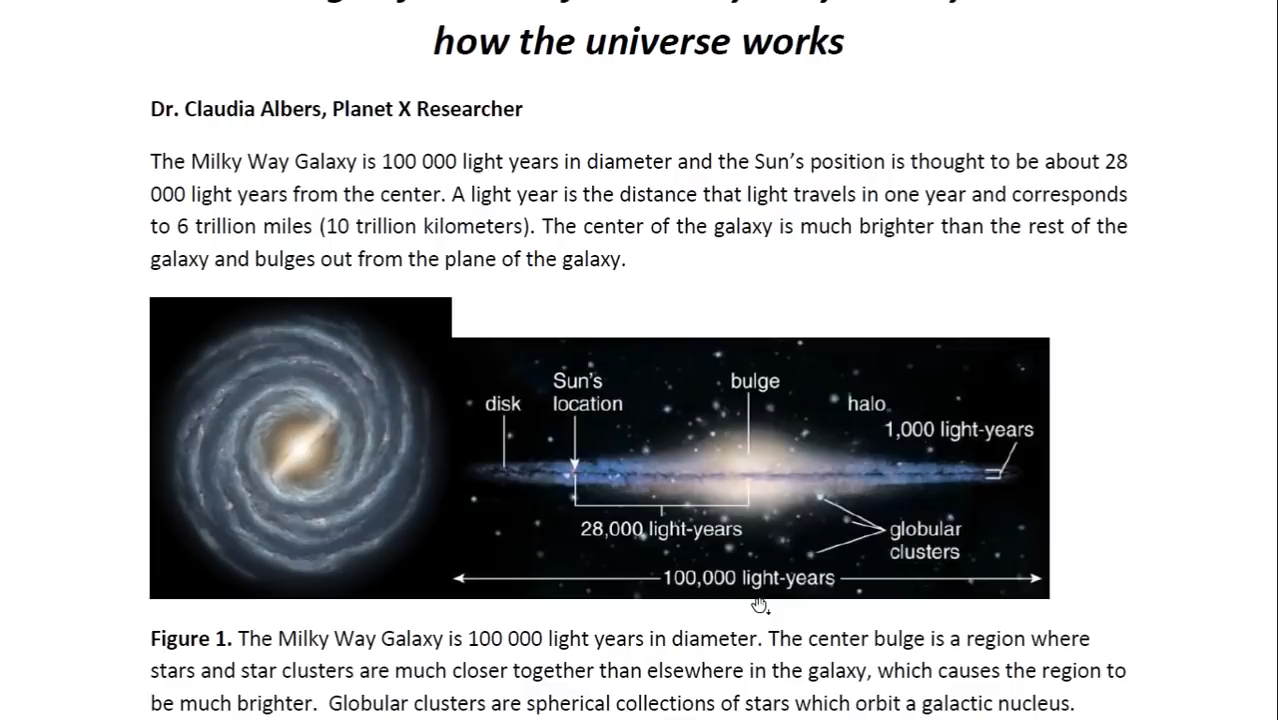 how the universe works
Dr. Claudia Albers, Planet X Researcher
The Milky Way Galaxy is 100 000 light years in diameter and the Sun’s position is thought to be about 28
000 light years from the center. A light year is the distance that light travels in one year and corresponds
to 6 trillion miles (10 trillion kilometers). The center of the galaxy is much brighter than the rest of the
galaxy and bulges out from the plane of the galaxy.
disk
Sun's
location
bulge
halo
1,000 light-years
28,000 light-years
globular
clusters
100,000 light-years
Figure 1. The Milky Way Galaxy is 100 000 light years in diameter. The center bulge is a region where
stars and star clusters are much closer together than elsewhere in the galaxy, which causes the region to
be much brighter.  Globular clusters are spherical collections of stars which orbit a galactic nucleus.